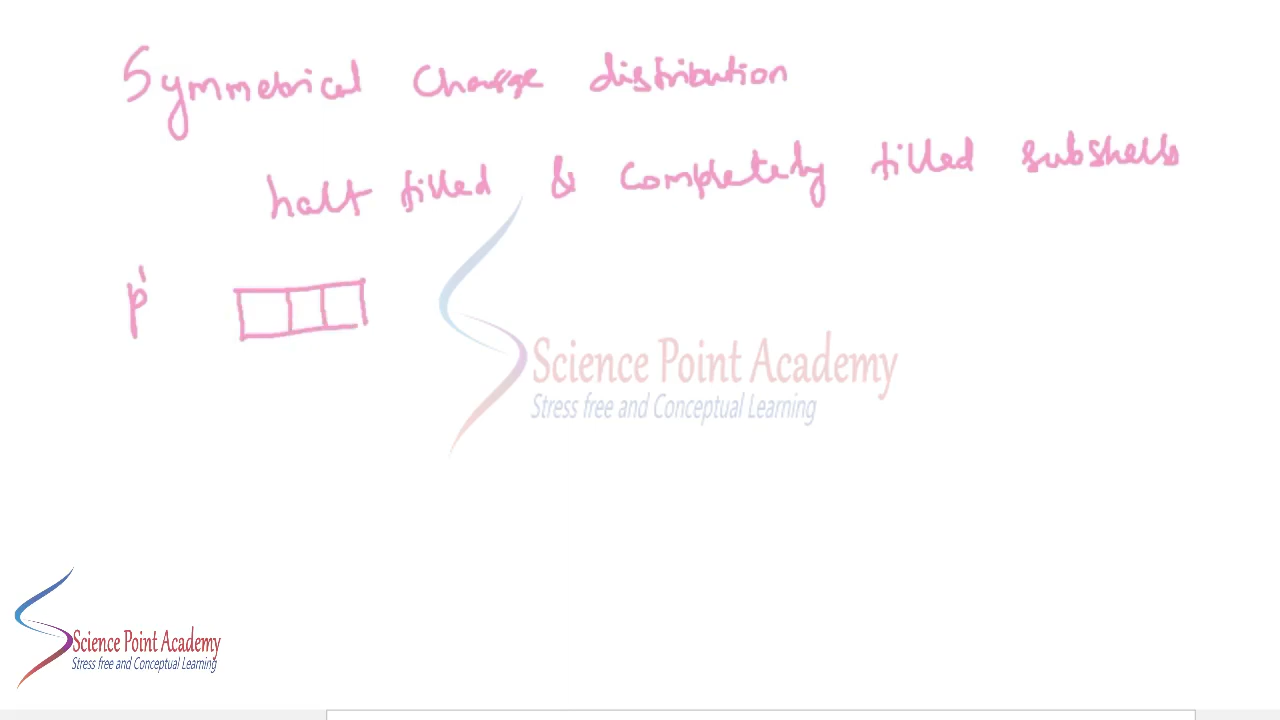 Symmetrical Charge distribution
half filled & completely filled subshells
p¹
Science Point Academy
Stress free and Conceptual Learning
Science Point Academy
Stress free and Conceptual Learning